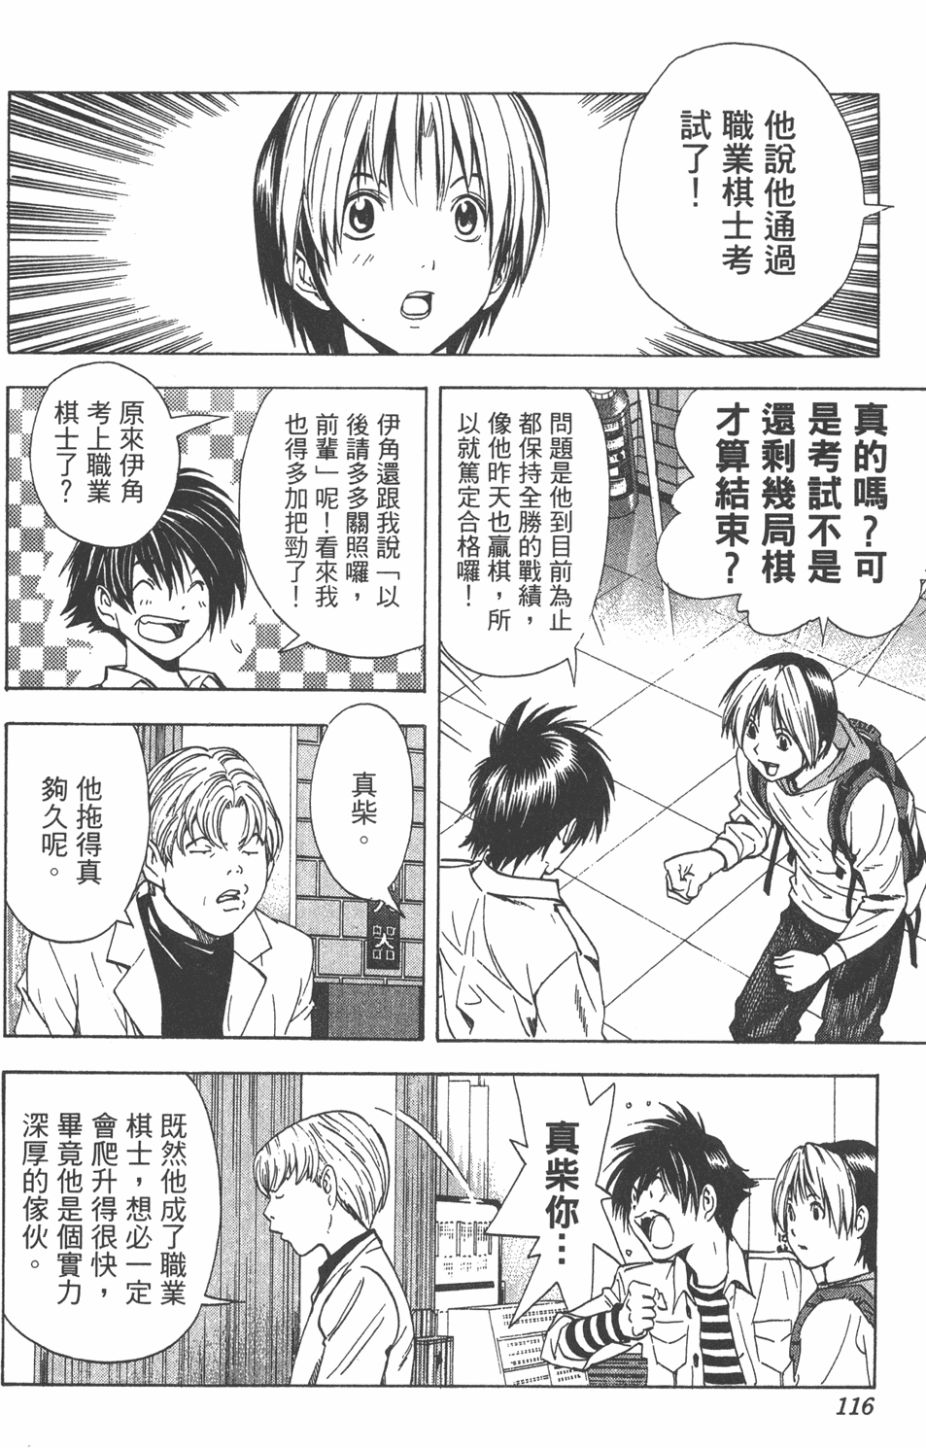 他說他通過
職業棋士考
試了！
真的嗎？可
是考試不是
還剩幾局棋
才算結束？
問題是他到目前為止
都保持全勝的戰績，
像他昨天也贏棋，所
以就篤定合格囉！
伊角還跟我說「以
後請多多關照囉，
前輩」呢！看來我
也得多加把勁了！
原來伊角
考上職業
棋士了？
真柴。
他拖得真
夠久呢。
真柴你…
既然他成了職業
棋士，想必一定
會爬升得很快，
畢竟他是個實力
深厚的傢伙。
116